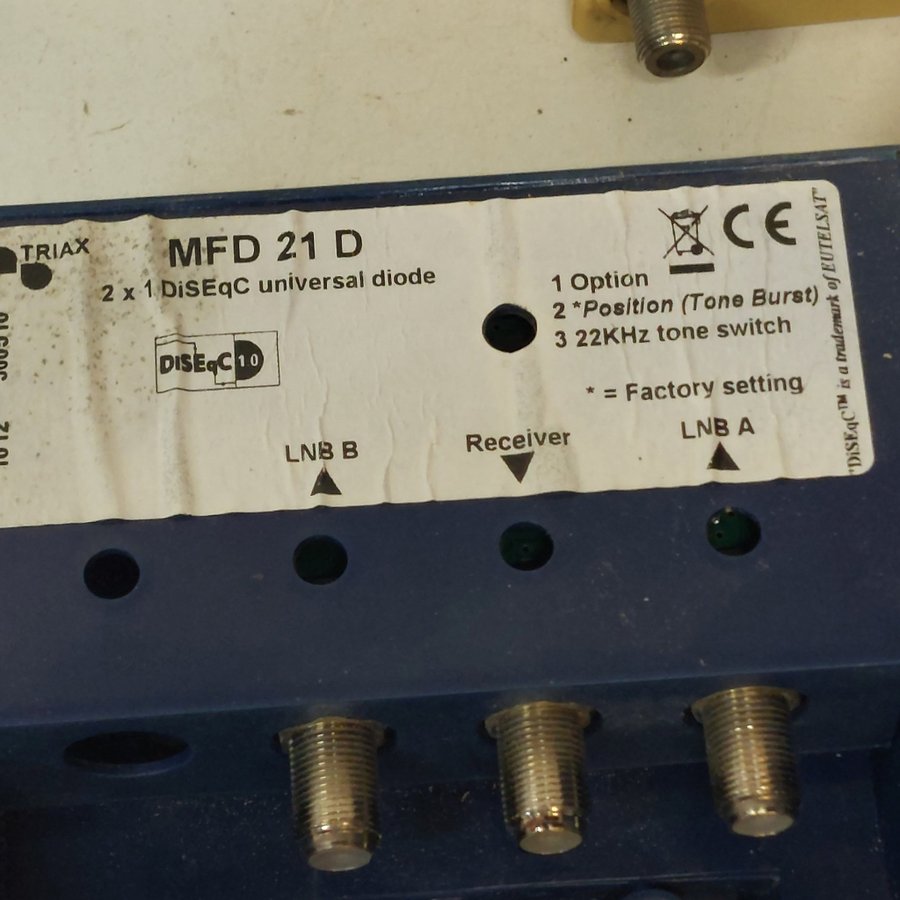 TRIAX
MFD 21 D
2 x 1 DiSEqC universal diode
DiSEqC 1 0
1 Option
2 *Position (Tone Burst)
3 22KHz tone switch
* = Factory setting
CE
LNB B
Receiver
LNB A
"DiSEqC™ is a trademark of EUTELSAT"